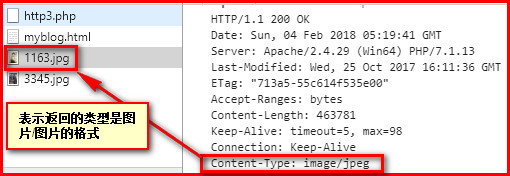 http3.php
myblog.html
1163.jpg
3345.jpg
表示返回的类型是图
片/图片的格式
HTTP/1.1 200 OK
Date: Sun, 04 Feb 2018 05:19:41 GMT
Server: Apache/2.4.29 (Win64) PHP/7.1.13
Last-Modified: Wed, 25 Oct 2017 16:11:36 GMT
ETag: "713a5-55c614f535e00"
Accept-Ranges: bytes
Content-Length: 463781
Keep-Alive: timeout=5, max=98
Connection: Keep-Alive
Content-Type: image/jpeg